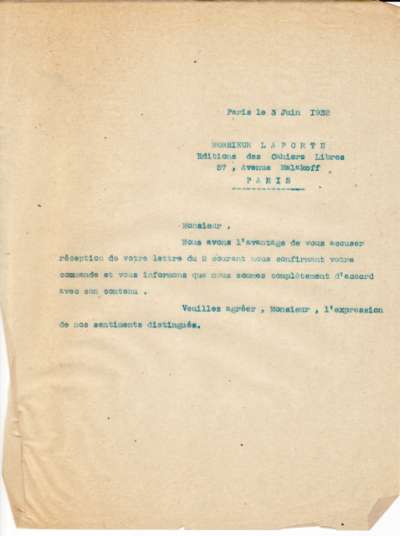 Paris le 3 Juin 1932
MONSIEUR LAPORTE
Editions des Cahiers Libres
57 , Avenue Malakoff
PARIS
Monsieur ,
Nous avons l'avantage de vous accuser
réception de votre lettre du 2 courant nous confirmant votre
commande et vous informons que nous sommes complètement d'accord
avec son contenu .
Veuillez agréer , Monsieur , l'expression
de nos sentiments distingués.